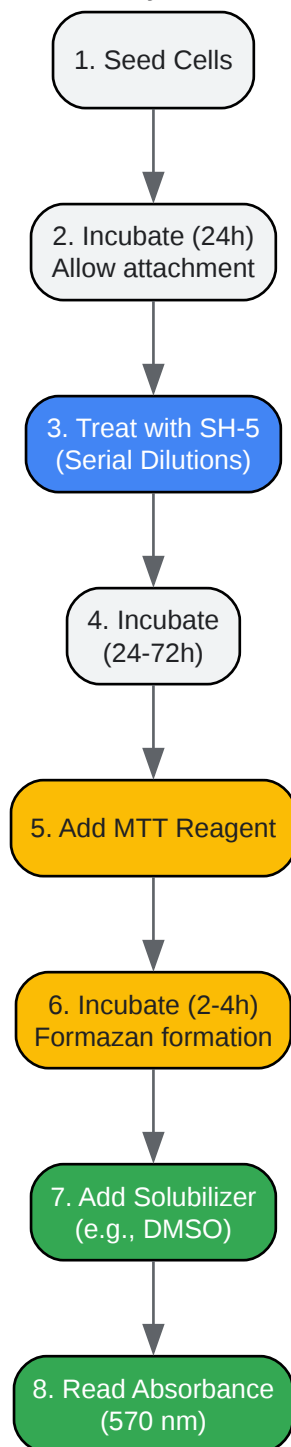 1. Seed Cells
2. Incubate (24h)
Allow attachment
3. Treat with SH-5
(Serial Dilutions)
4. Incubate
(24-72h)
5. Add MTT Reagent
6. Incubate (2-4h)
Formazan formation
7. Add Solubilizer
(e.g., DMSO)
8. Read Absorbance
(570 nm)